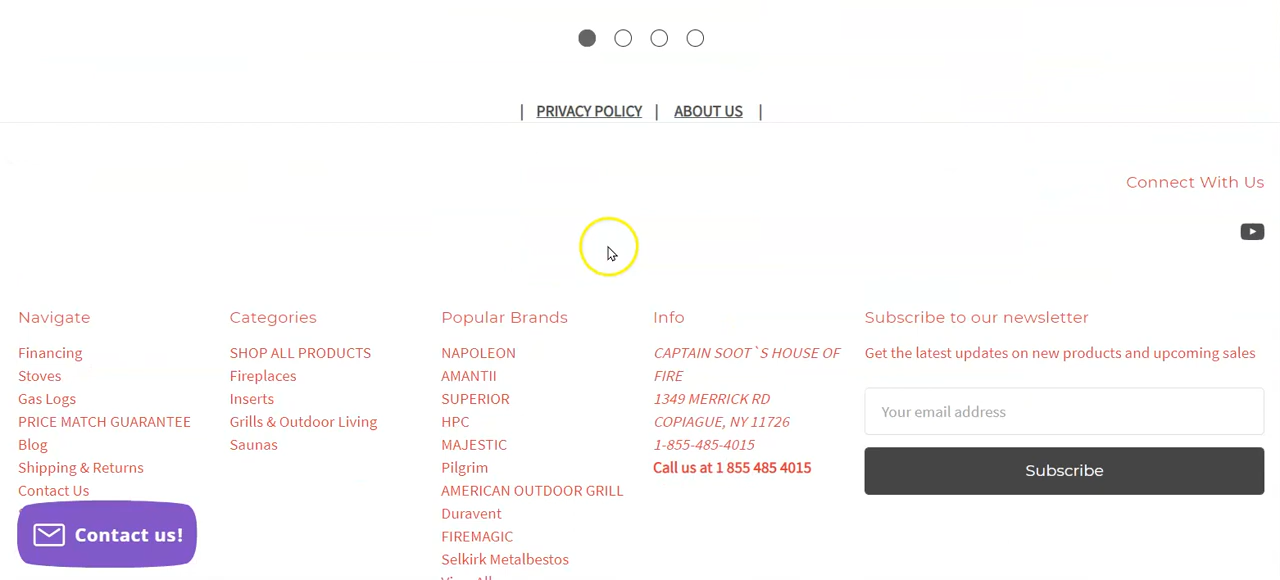 | PRIVACY POLICY | ABOUT US |
Connect With Us
Navigate
Financing
Stoves
Gas Logs
PRICE MATCH GUARANTEE
Blog
Shipping & Returns
Contact Us
Contact us!
Categories
SHOP ALL PRODUCTS
Fireplaces
Inserts
Grills & Outdoor Living
Saunas
Popular Brands
NAPOLEON
AMANTII
SUPERIOR
HPC
MAJESTIC
Pilgrim
AMERICAN OUTDOOR GRILL
Duravent
FIREMAGIC
Selkirk Metalbestos
View All
Info
CAPTAIN SOOT`S HOUSE OF
FIRE
1349 MERRICK RD
COPIAGUE, NY 11726
1-855-485-4015
Call us at 1 855 485 4015
Subscribe to our newsletter
Get the latest updates on new products and upcoming sales
Your email address
Subscribe